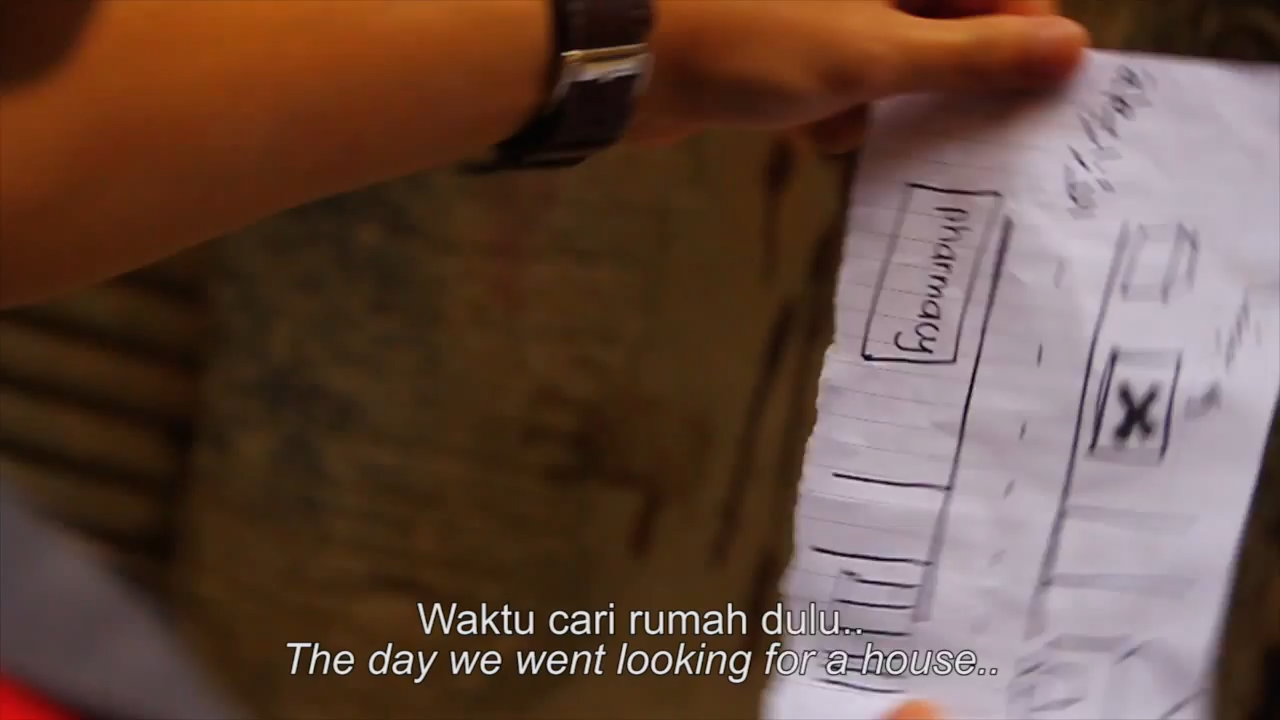 pharmacy
X
Waktu cari rumah dulu..
The day we went looking for a house..